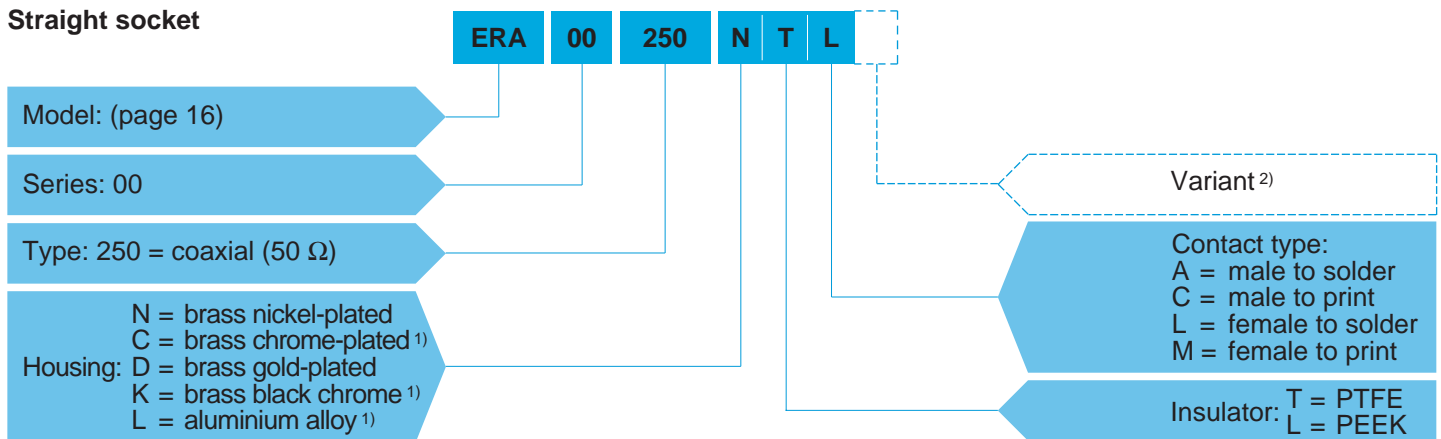 Straight socket
ERA 00 250 N T L
Model: (page 16)
Series: 00
Type: 250 = coaxial (50 Ω)
Housing:
N = brass nickel-plated
C = brass chrome-plated 1)
D = brass gold-plated
K = brass black chrome 1)
L = aluminium alloy 1)
Variant 2)
Contact type:
A = male to solder
C = male to print
L = female to solder
M = female to print
Insulator:
T = PTFE
L = PEEK